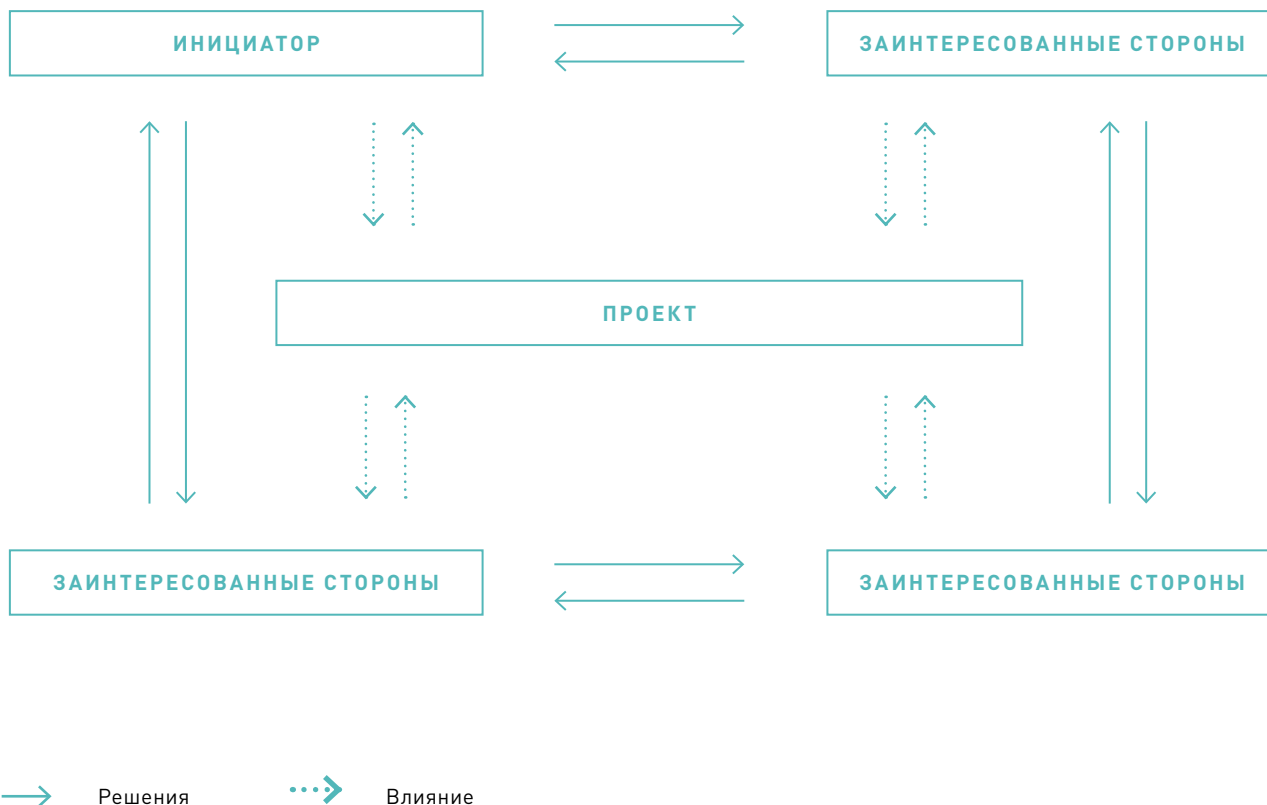 ИНИЦИАТОР
ЗАИНТЕРЕСОВАННЫЕ СТОРОНЫ
ПРОЕКТ
ЗАИНТЕРЕСОВАННЫЕ СТОРОНЫ
ЗАИНТЕРЕСОВАННЫЕ СТОРОНЫ
Решения
Влияние